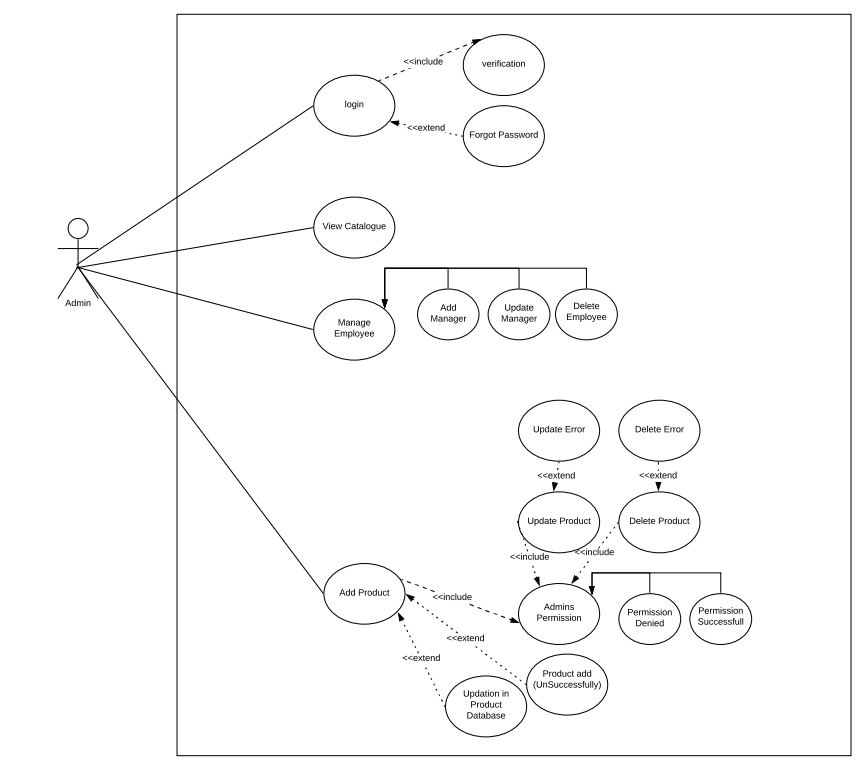 <<include
verification
login
<<extend
Forgot Password
View Catalogue
Admin
Manage
Employee
Add
Manager
Update
Manager
Delete
Employee
Update Error
Delete Error
<<extend
<<extend
Update Product
Delete Product
<<include
<<include
Add Product
<<include
Admins
Permission
Permission
Denied
Permission
Successfull
<<extend
<<extend
Product add
(UnSuccessfully)
Updation in
Product
Database